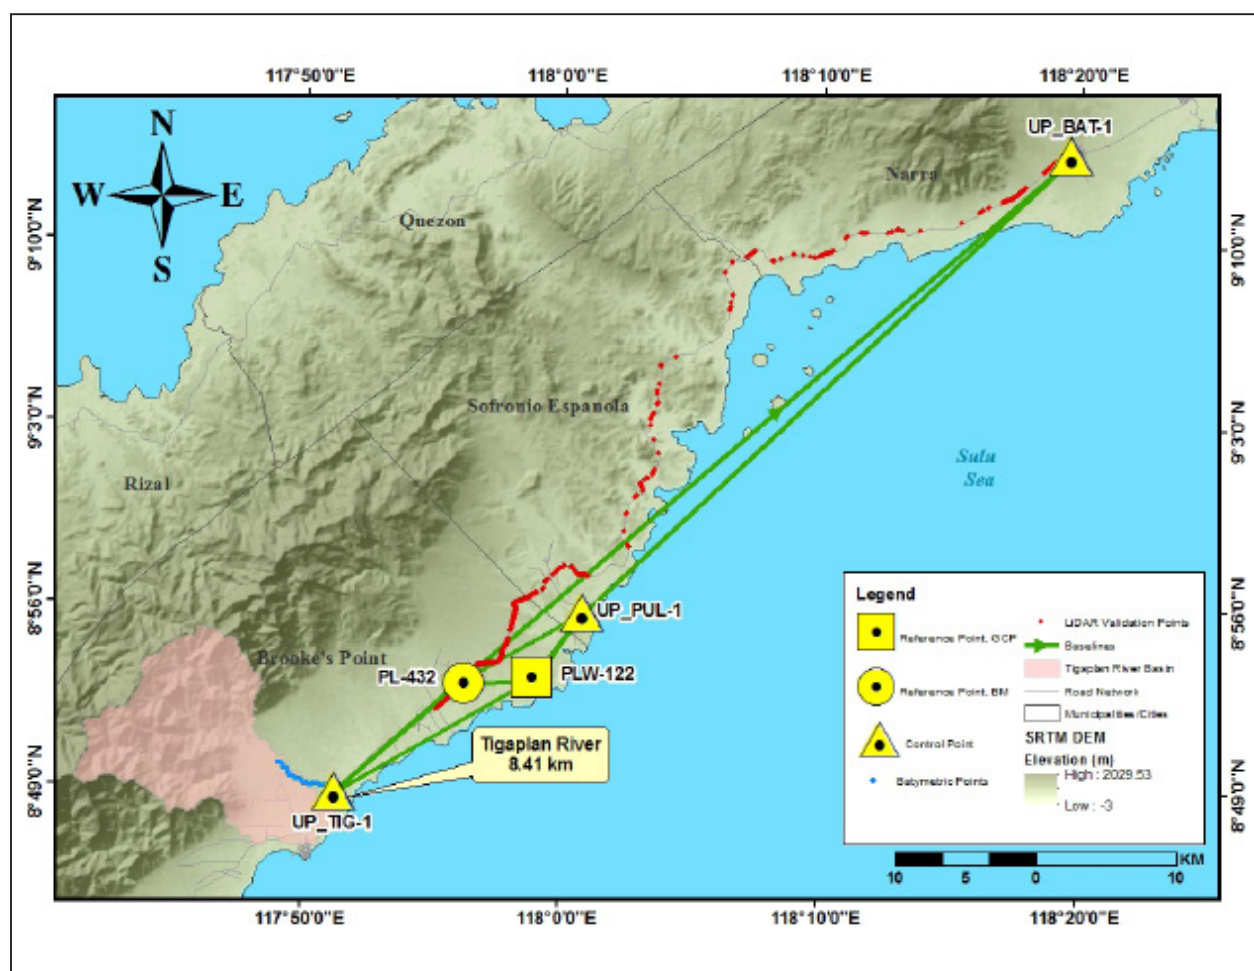 117°50'0"E 118°0'0"E 118°10'0"E 118°20'0"E
N
W E
S
UP_BAT-1
Narra
Quezon
9°10'0"N
9°10'0"N
Sofronio Espanola
9°3'0"N
9°3'0"N
Rizal
Sulu
Sea
8°59'0"N
8°56'0"N
UP_PUL-1
Brooke's Point
PL-432
PLW-122
Tigaplan River
8.41 km
8°49'0"N
8°49'0"N
UP_TIG-1
Legend
Reference Point, GCP
Reference Point, BM
Control Point
Batymetric Points
LiDAR Validation Points
Baselines
Tigaplan River Basin
Road Network
Municipalities/Cities
SRTM DEM
Elevation (m)
High : 2029.53
Low : -3
KM
10 5 0 10
117°50'0"E 118°0'0"E 118°10'0"E 118°20'0"E